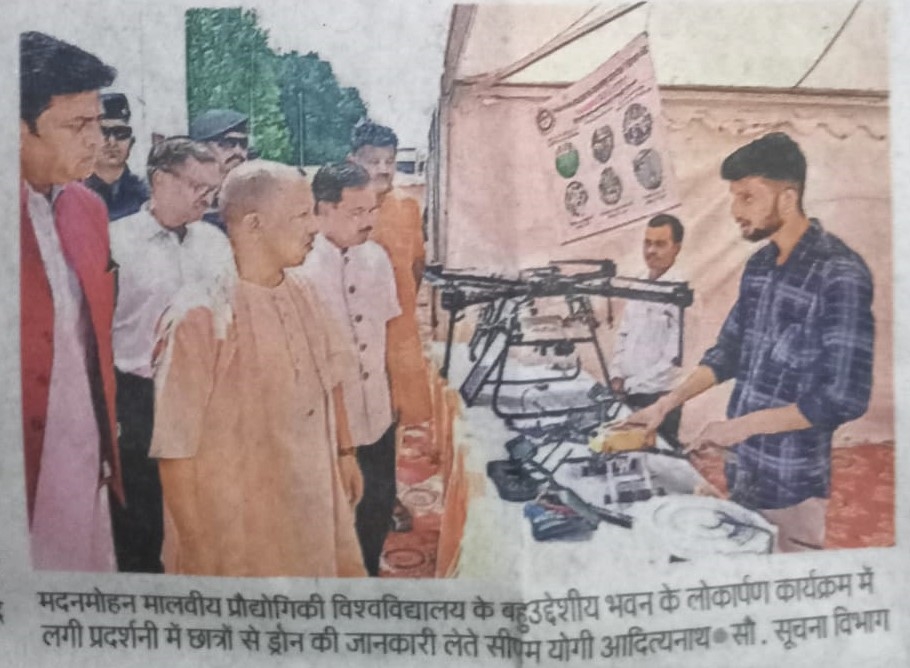 मदनमोहन मालवीय प्रौद्योगिकी विश्वविद्यालय के बहुउद्देशीय भवन के लोकार्पण कार्यक्रम में
लगी प्रदर्शनी में छात्रों से ड्रोन की जानकारी लेते सीएम योगी आदित्यनाथ ● सौ. सूचना विभाग